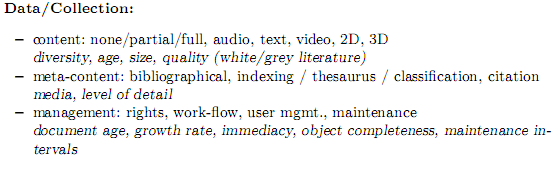 Data/Collection:
– content: none/partial/full, audio, text, video, 2D, 3D
diversity, age, size, quality (white/grey literature)
– meta-content: bibliographical, indexing / thesaurus / classification, citation
media, level of detail
– management: rights, work-flow, user mgmt., maintenance
document age, growth rate, immediacy, object completeness, maintenance in-
tervals